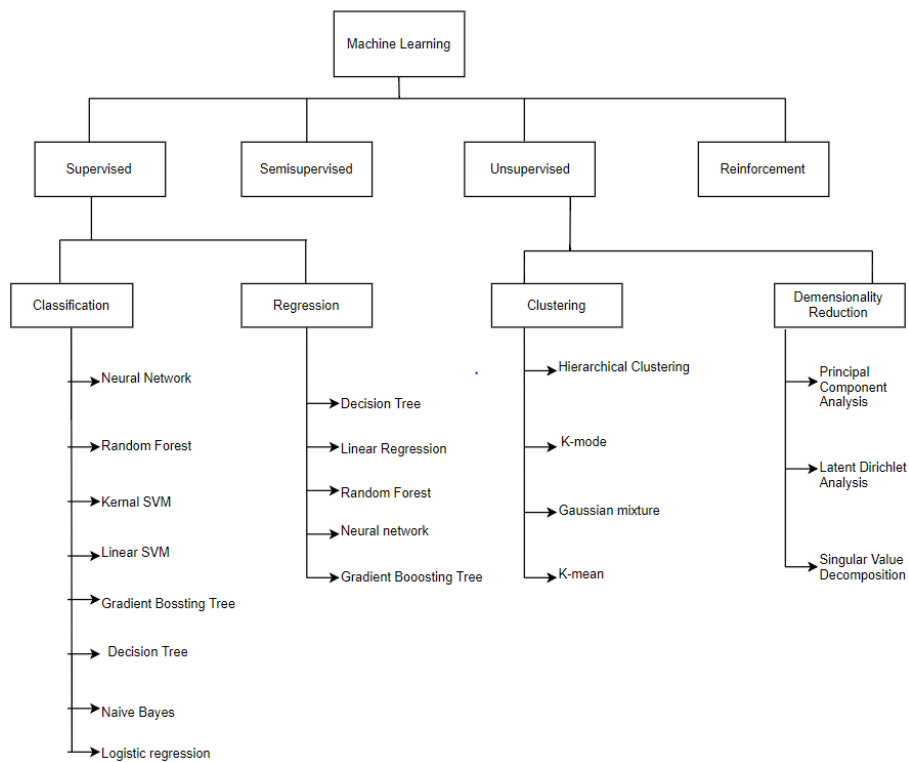 Machine Learning
Supervised
Semisupervised
Unsupervised
Reinforcement
Classification
Regression
Clustering
Demensionality
Reduction
Neural Network
Random Forest
Kernal SVM
Linear SVM
Gradient Bossting Tree
Decision Tree
Naive Bayes
Logistic regression
Decision Tree
Linear Regression
Random Forest
Neural network
Gradient Booosting Tree
Hierarchical Clustering
K-mode
Gaussian mixture
K-mean
Principal
Component
Analysis
Latent Dirichlet
Analysis
Singular Value
Decomposition